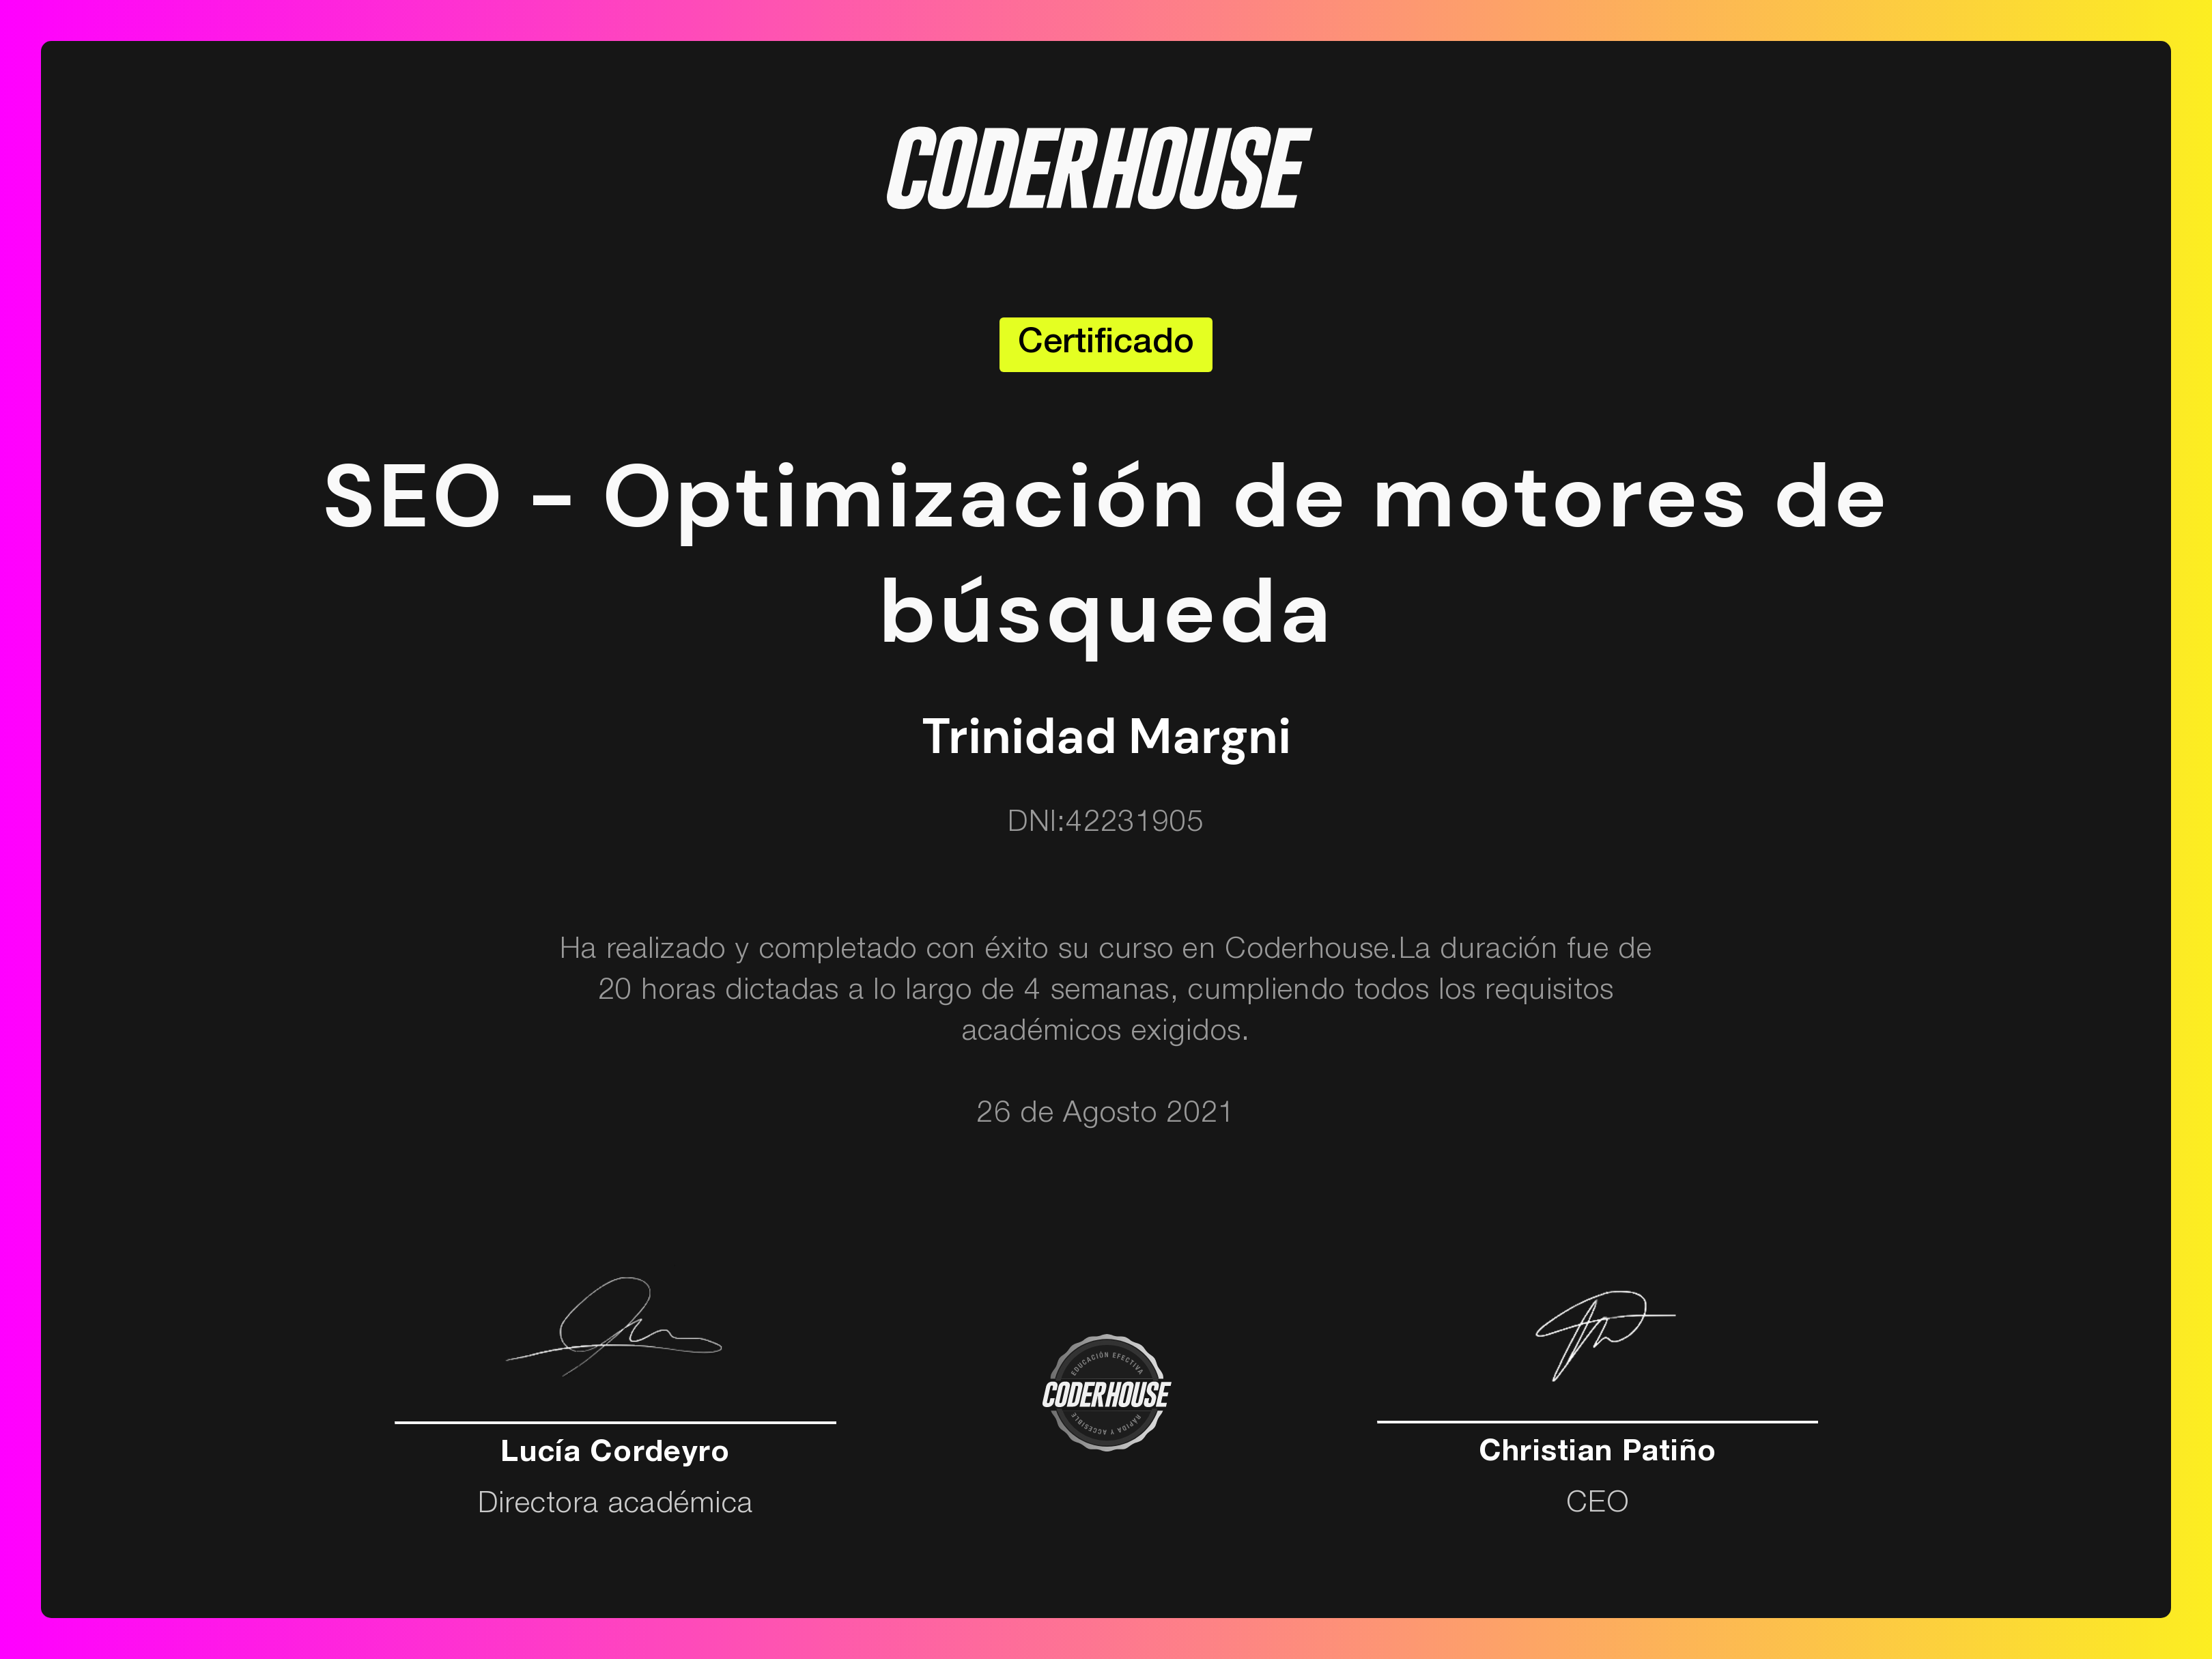 CODERHOUSE
Certificado
SEO - Optimización de motores de
búsqueda
Trinidad Margni
DNI:42231905
Ha realizado y completado con éxito su curso en Coderhouse.La duración fue de
20 horas dictadas a lo largo de 4 semanas, cumpliendo todos los requisitos
académicos exigidos.
26 de Agosto 2021
EDUCACIÓN EFECTIVA
CODERHOUSE
RÁPIDA Y ACCESIBLE
Lucía Cordeyro
Directora académica
Christian Patiño
CEO